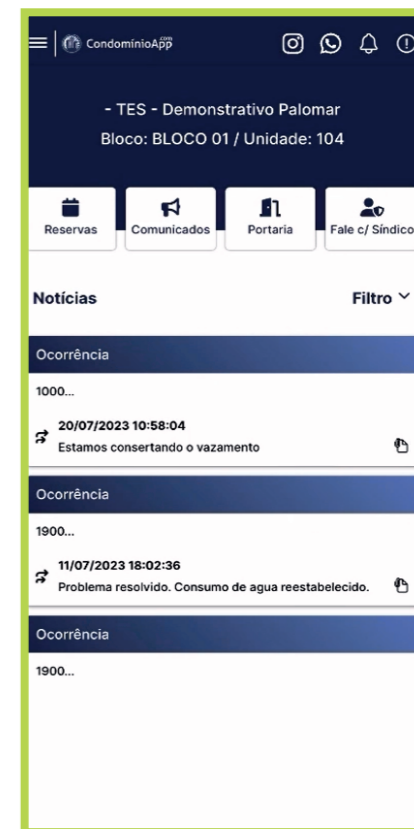 CondomínioApp.com
- TES - Demonstrativo Palomar
Bloco: BLOCO 01 / Unidade: 104
Reservas
Comunicados
Portaria
Fale c/ Síndico
Notícias
Filtro
Ocorrência
1000...
20/07/2023 10:58:04
Estamos consertando o vazamento
Ocorrência
1900...
11/07/2023 18:02:36
Problema resolvido. Consumo de agua reestabelecido.
Ocorrência
1900...